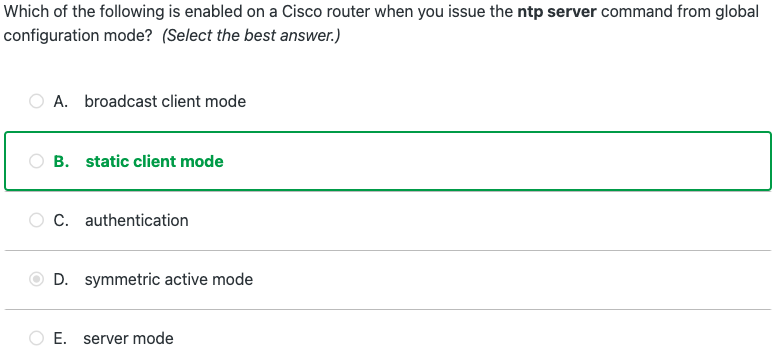 Which of the following is enabled on a Cisco router when you issue the ntp server command from global
configuration mode? (Select the best answer.)
A. broadcast client mode
B. static client mode
C. authentication
D. symmetric active mode
E. server mode